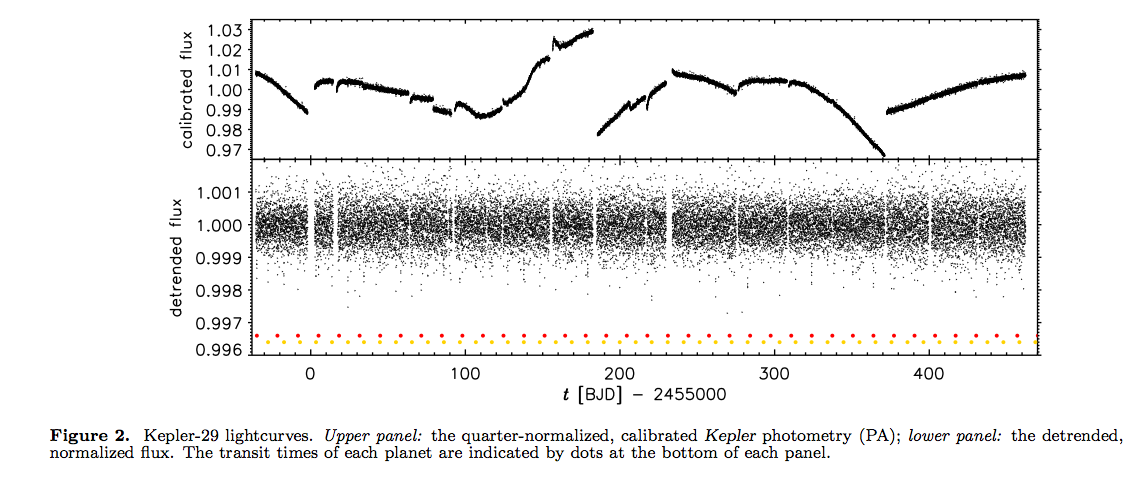 1.03
1.02
1.01
1.00
0.99
0.98
0.97
calibrated flux
1.001
1.000
0.999
0.998
0.997
0.996
detrended flux
0 100 200 300 400
t [BJD] − 2455000
Figure 2. Kepler-29 lightcurves. Upper panel: the quarter-normalized, calibrated Kepler photometry (PA); lower panel: the detrended,
normalized flux. The transit times of each planet are indicated by dots at the bottom of each panel.